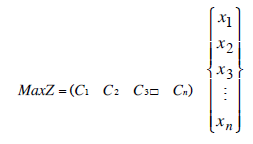 MaxZ = (C₁ C₂ C₃□ Cₙ) { x₁ x₂ x₃ ⋮ xₙ }